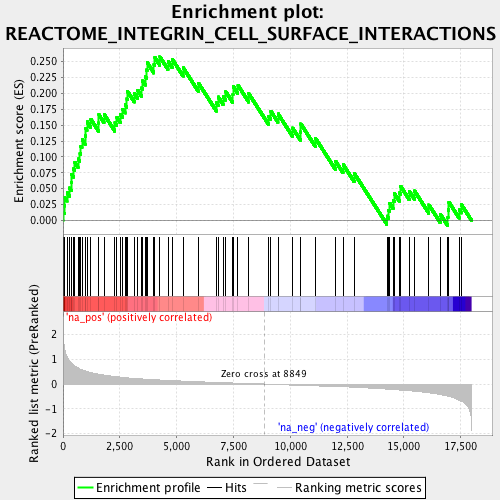 Enrichment plot:
REACTOME_INTEGRIN_CELL_SURFACE_INTERACTIONS
Enrichment score (ES)
0.250
0.225
0.200
0.175
0.150
0.125
0.100
0.075
0.050
0.025
0.000
'na_pos' (positively correlated)
Ranked list metric (PreRanked)
2
1
0
-1
-2
Zero cross at 8849
'na_neg' (negatively correlated)
0
2,500
5,000
7,500
10,000
12,500
15,000
17,500
Rank in Ordered Dataset
Enrichment profile
Hits
Ranking metric scores